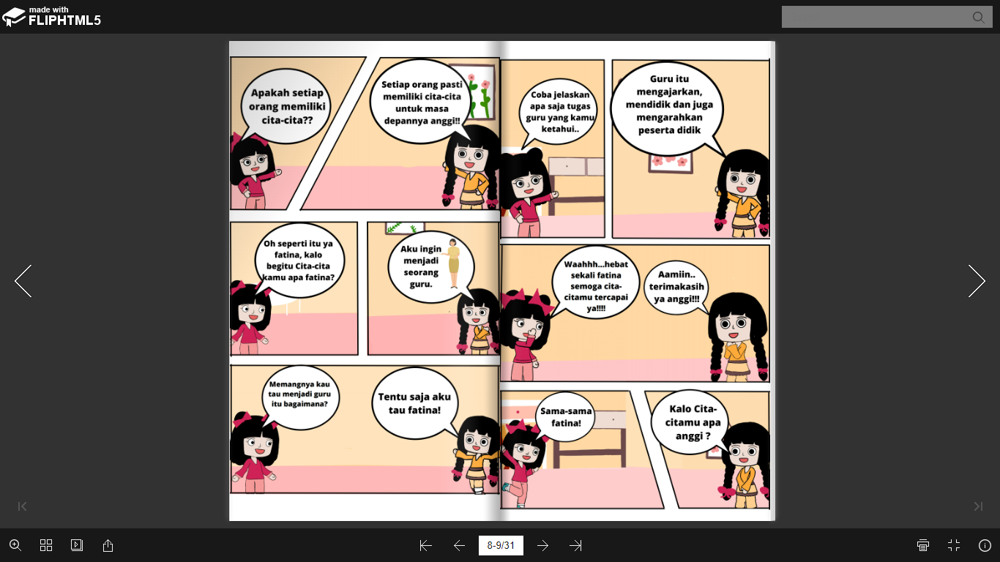 made with
FLIPHTML5
Apakah setiap
orang memiliki
cita-cita??
Setiap orang pasti
memiliki cita-cita
untuk masa
depannya anggi!!
Oh seperti itu ya
fatina, kalo
begitu Cita-cita
kamu apa fatina?
Aku ingin
menjadi
seorang
guru.
Memangnya kau
tau menjadi guru
itu bagaimana?
Tentu saja aku
tau fatina!
Coba jelaskan
apa saja tugas
guru yang kamu
ketahui..
Guru itu
mengajarkan,
mendidik dan juga
mengarahkan
peserta didik
Waahhh...hebat
sekali fatina
semoga cita-
citamu tercapai
ya!!!!
Aamiin..
terimakasih
ya anggi!!!
Sama-sama
fatina!
Kalo Cita-
citamu apa
anggi ?
8-9/31